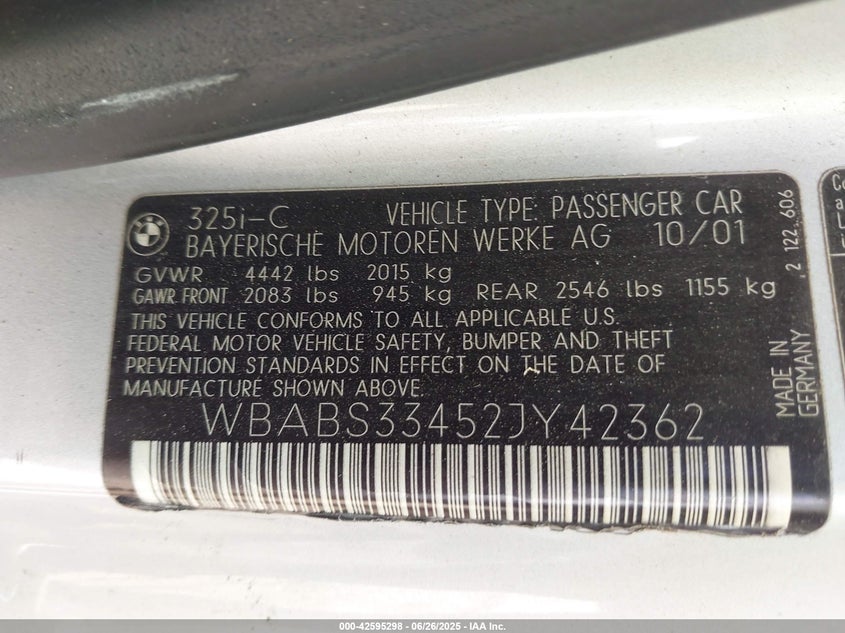 325i-C VEHICLE TYPE: PASSENGER CAR
BAYERISCHE MOTOREN WERKE AG 10/01
GVWR 4442 lbs 2015 kg
GAWR FRONT 2083 lbs 945 kg REAR 2546 lbs 1155 kg
THIS VEHICLE CONFORMS TO ALL APPLICABLE U.S.
FEDERAL MOTOR VEHICLE SAFETY, BUMPER AND THEFT
PREVENTION STANDARDS IN EFFECT ON THE DATE OF
MANUFACTURE SHOWN ABOVE.
WBABS33452JY42362
MADE IN
GERMANY
2 122 606
000-42595298 - 06/26/2025 - IAA Inc.